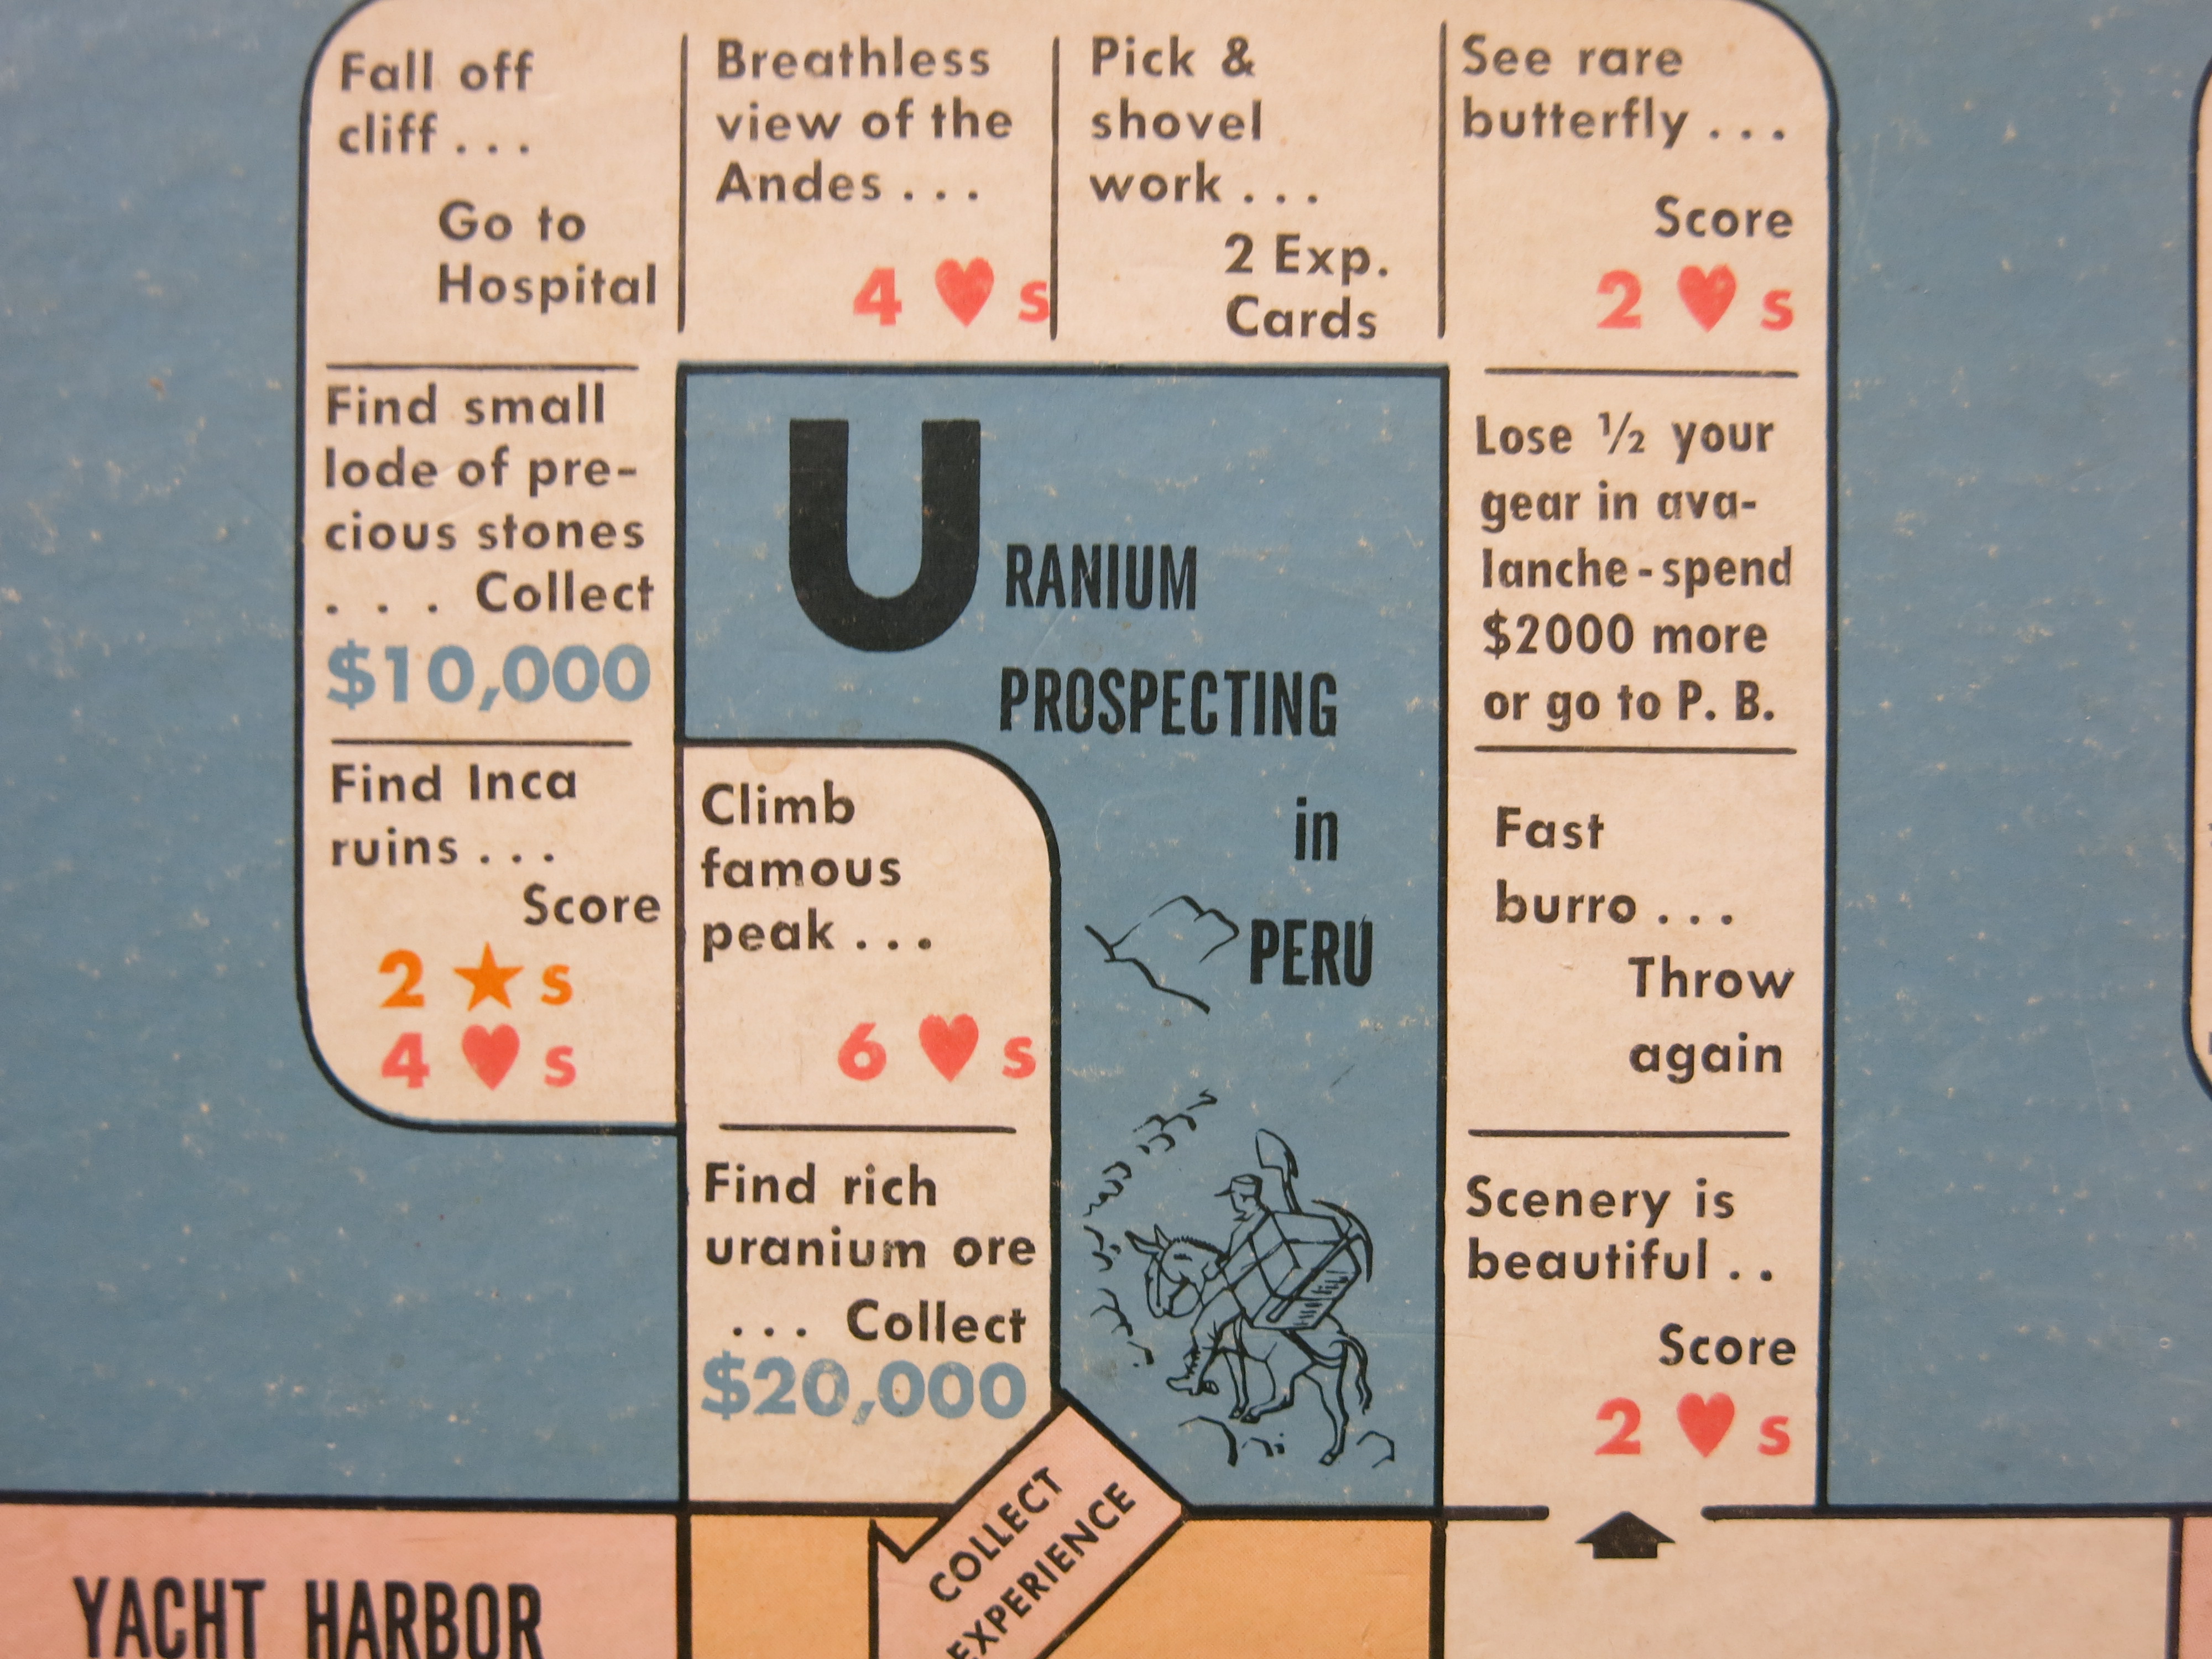 Fall off
cliff . . .
Go to
Hospital
Breathless
view of the
Andes . . .
4 ♥ s
Pick &
shovel
work . . .
2 Exp.
Cards
See rare
butterfly . . .
Score
2 ♥ s
Find small
lode of pre-
cious stones
. . . Collect
$10,000
URANIUM
PROSPECTING
in
PERU
Lose ½ your
gear in ava-
lanche - spend
$2000 more
or go to P. B.
Find Inca
ruins . . .
Score
2 ★ s
4 ♥ s
Climb
famous
peak . . .
6 ♥ s
Fast
burro . . .
Throw
again
Find rich
uranium ore
. . . Collect
$20,000
Scenery is
beautiful . .
Score
2 ♥ s
COLLECT
EXPERIENCE
YACHT HARBOR